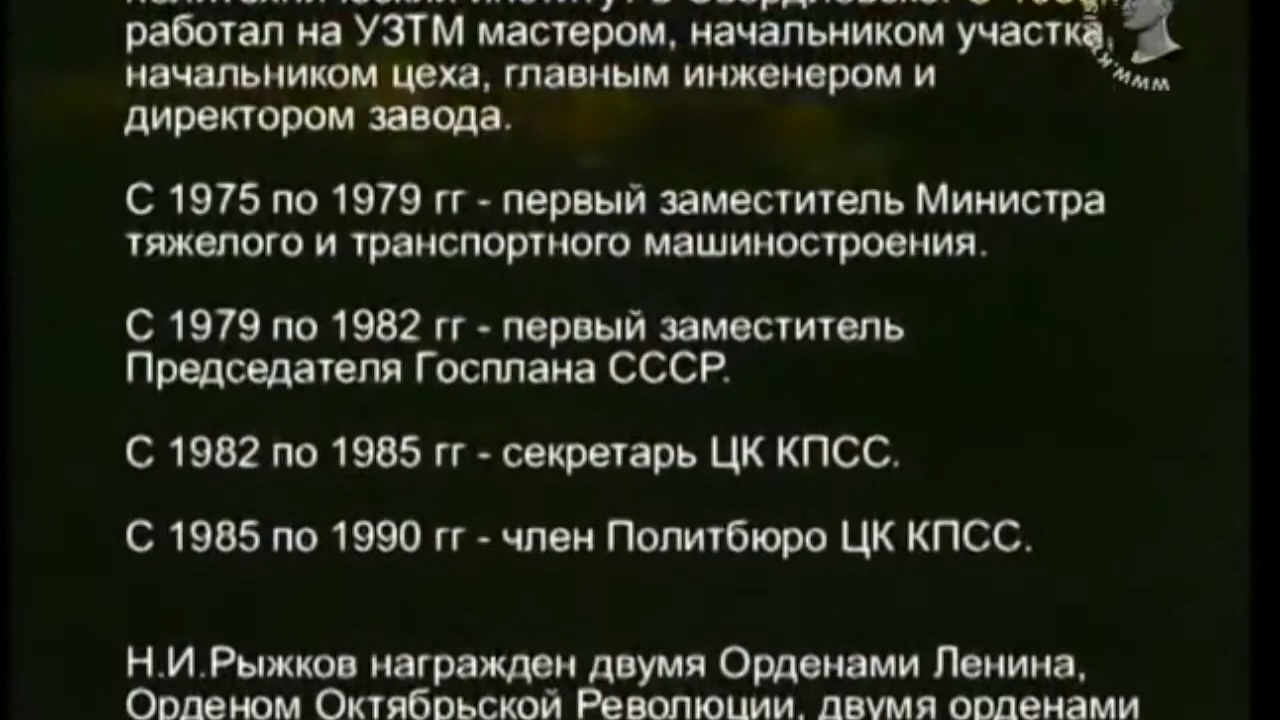 работал на УЗТМ мастером, начальником участка,
начальником цеха, главным инженером и
директором завода.
С 1975 по 1979 гг - первый заместитель Министра
тяжелого и транспортного машиностроения.
С 1979 по 1982 гг - первый заместитель
Председателя Госплана СССР.
С 1982 по 1985 гг - секретарь ЦК КПСС.
С 1985 по 1990 гг - член Политбюро ЦК КПСС.
Н.И.Рыжков награжден двумя Орденами Ленина,
Орденом Октябрьской Революции, двумя орденами